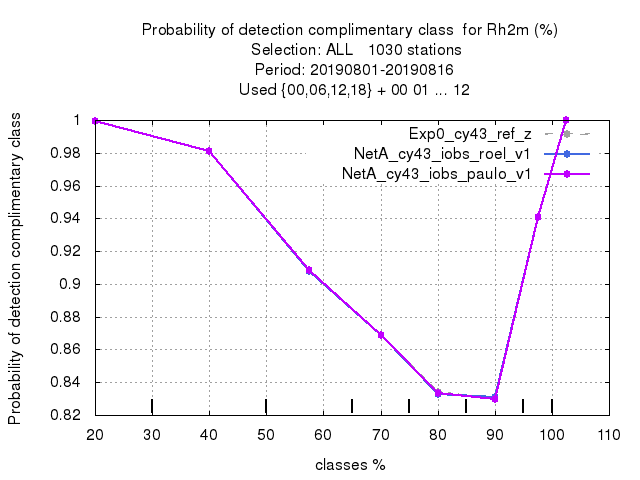 Probability of detection complimentary class  for Rh2m (%)
Selection: ALL   1030 stations
Period: 20190801-20190816
Used {00,06,12,18} + 00 01 ... 12
Probability of detection complimentary class
1
0.98
0.96
0.94
0.92
0.9
0.88
0.86
0.84
0.82
Exp0_cy43_ref_z
NetA_cy43_iobs_roel_v1
NetA_cy43_iobs_paulo_v1
20 30 40 50 60 70 80 90 100 110
classes %